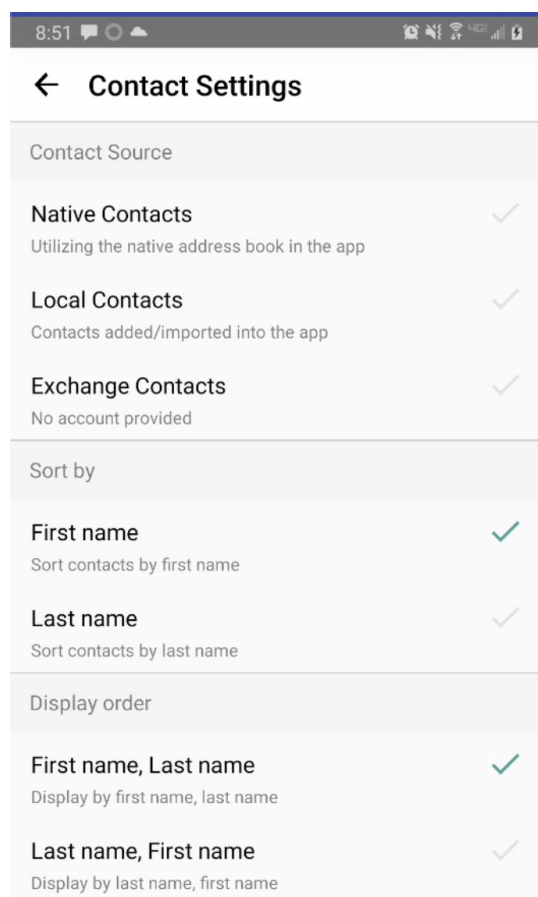 8:51
4G
Contact Settings
Contact Source
Native Contacts
Utilizing the native address book in the app
Local Contacts
Contacts added/imported into the app
Exchange Contacts
No account provided
Sort by
First name
Sort contacts by first name
Last name
Sort contacts by last name
Display order
First name, Last name
Display by first name, last name
Last name, First name
Display by last name, first name